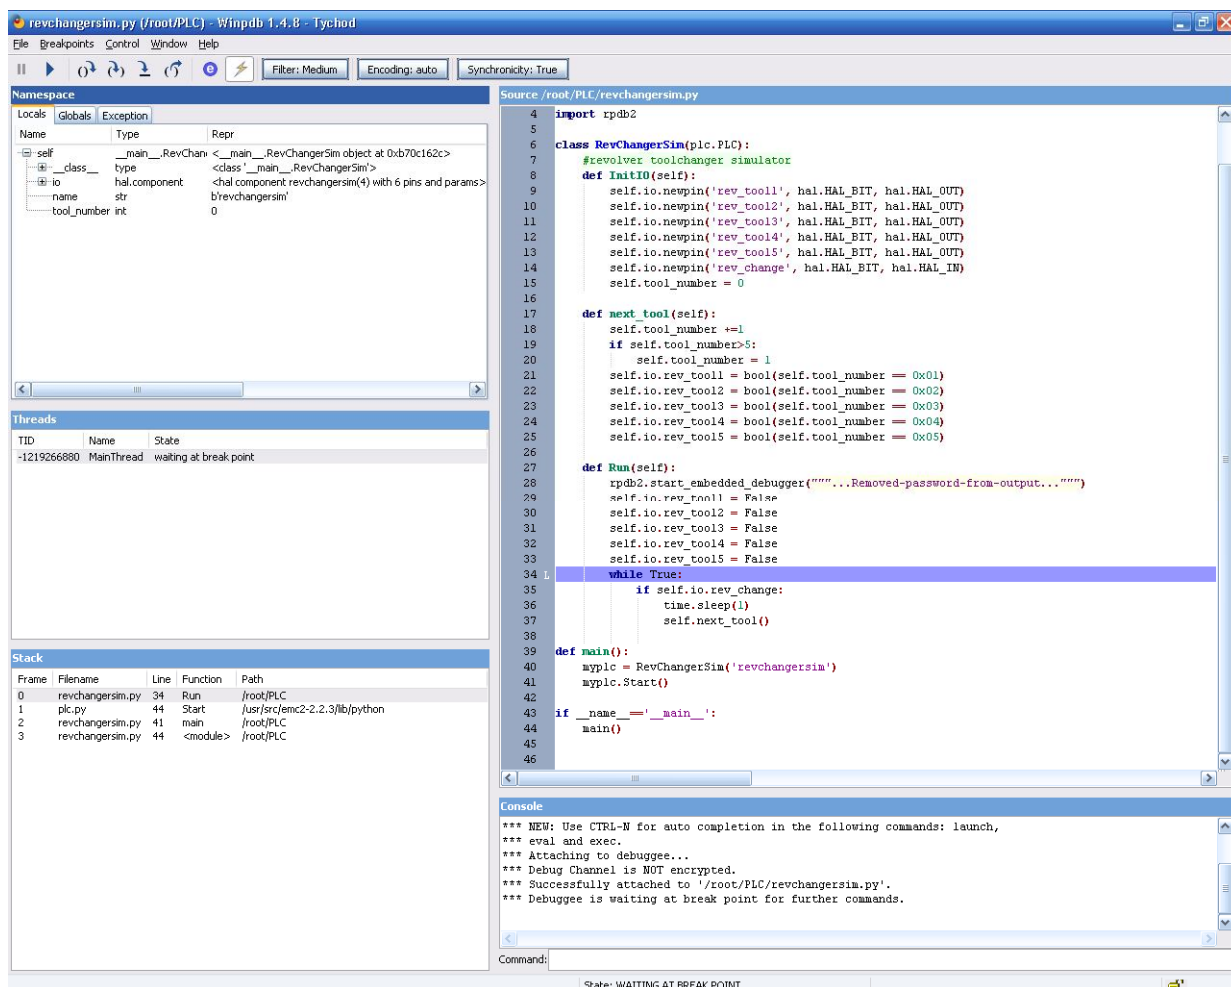 revchangersim.py (/root/PLC) - Winpdb 1.4.8 - Tychod
File Breakpoints Control Window Help
Filter: Medium Encoding: auto Synchronicity: True
Namespace
Locals Globals Exception
Name Type Repr
self __main__.RevChan <__main__.RevChangerSim object at 0xb70c162c>
__class__ type <class '__main__.RevChangerSim'>
io hal.component <hal component revchangersim(4) with 6 pins and params>
name str b'revchangersim'
tool_number int 0
Threads
TID Name State
-1219266880 MainThread waiting at break point
Stack
Frame Filename Line Function Path
0 revchangersim.py 34 Run /root/PLC
1 plc.py 44 Start /usr/src/emc2-2.2.3/lib/python
2 revchangersim.py 41 main /root/PLC
3 revchangersim.py 44 <module> /root/PLC
Source /root/PLC/revchangersim.py
4 import rpdb2
5
6 class RevChangerSim(plc.PLC):
7 #revolver toolchanger simulator
8 def InitIO(self):
9 self.io.newpin('rev_tool1', hal.HAL_BIT, hal.HAL_OUT)
10 self.io.newpin('rev_tool2', hal.HAL_BIT, hal.HAL_OUT)
11 self.io.newpin('rev_tool3', hal.HAL_BIT, hal.HAL_OUT)
12 self.io.newpin('rev_tool4', hal.HAL_BIT, hal.HAL_OUT)
13 self.io.newpin('rev_tool5', hal.HAL_BIT, hal.HAL_OUT)
14 self.io.newpin('rev_change', hal.HAL_BIT, hal.HAL_IN)
15 self.tool_number = 0
16
17 def next_tool(self):
18 self.tool_number +=1
19 if self.tool_number>5:
20 self.tool_number = 1
21 self.io.rev_tool1 = bool(self.tool_number == 0x01)
22 self.io.rev_tool2 = bool(self.tool_number == 0x02)
23 self.io.rev_tool3 = bool(self.tool_number == 0x03)
24 self.io.rev_tool4 = bool(self.tool_number == 0x04)
25 self.io.rev_tool5 = bool(self.tool_number == 0x05)
26
27 def Run(self):
28 rpdb2.start_embedded_debugger("""...Removed-password-from-output...""")
29 self.io.rev_tool1 = False
30 self.io.rev_tool2 = False
31 self.io.rev_tool3 = False
32 self.io.rev_tool4 = False
33 self.io.rev_tool5 = False
34 L while True:
35 if self.io.rev_change:
36 time.sleep(1)
37 self.next_tool()
38
39 def main():
40 myplc = RevChangerSim('revchangersim')
41 myplc.Start()
42
43 if __name__=='__main__':
44 main()
45
46
Console
*** NEW: Use CTRL-N for auto completion in the following commands: launch,
*** eval and exec.
*** Attaching to debuggee...
*** Debug Channel is NOT encrypted.
*** Successfully attached to '/root/PLC/revchangersim.py'.
*** Debuggee is waiting at break point for further commands.
Command:
State: WAITING AT BREAK POINT